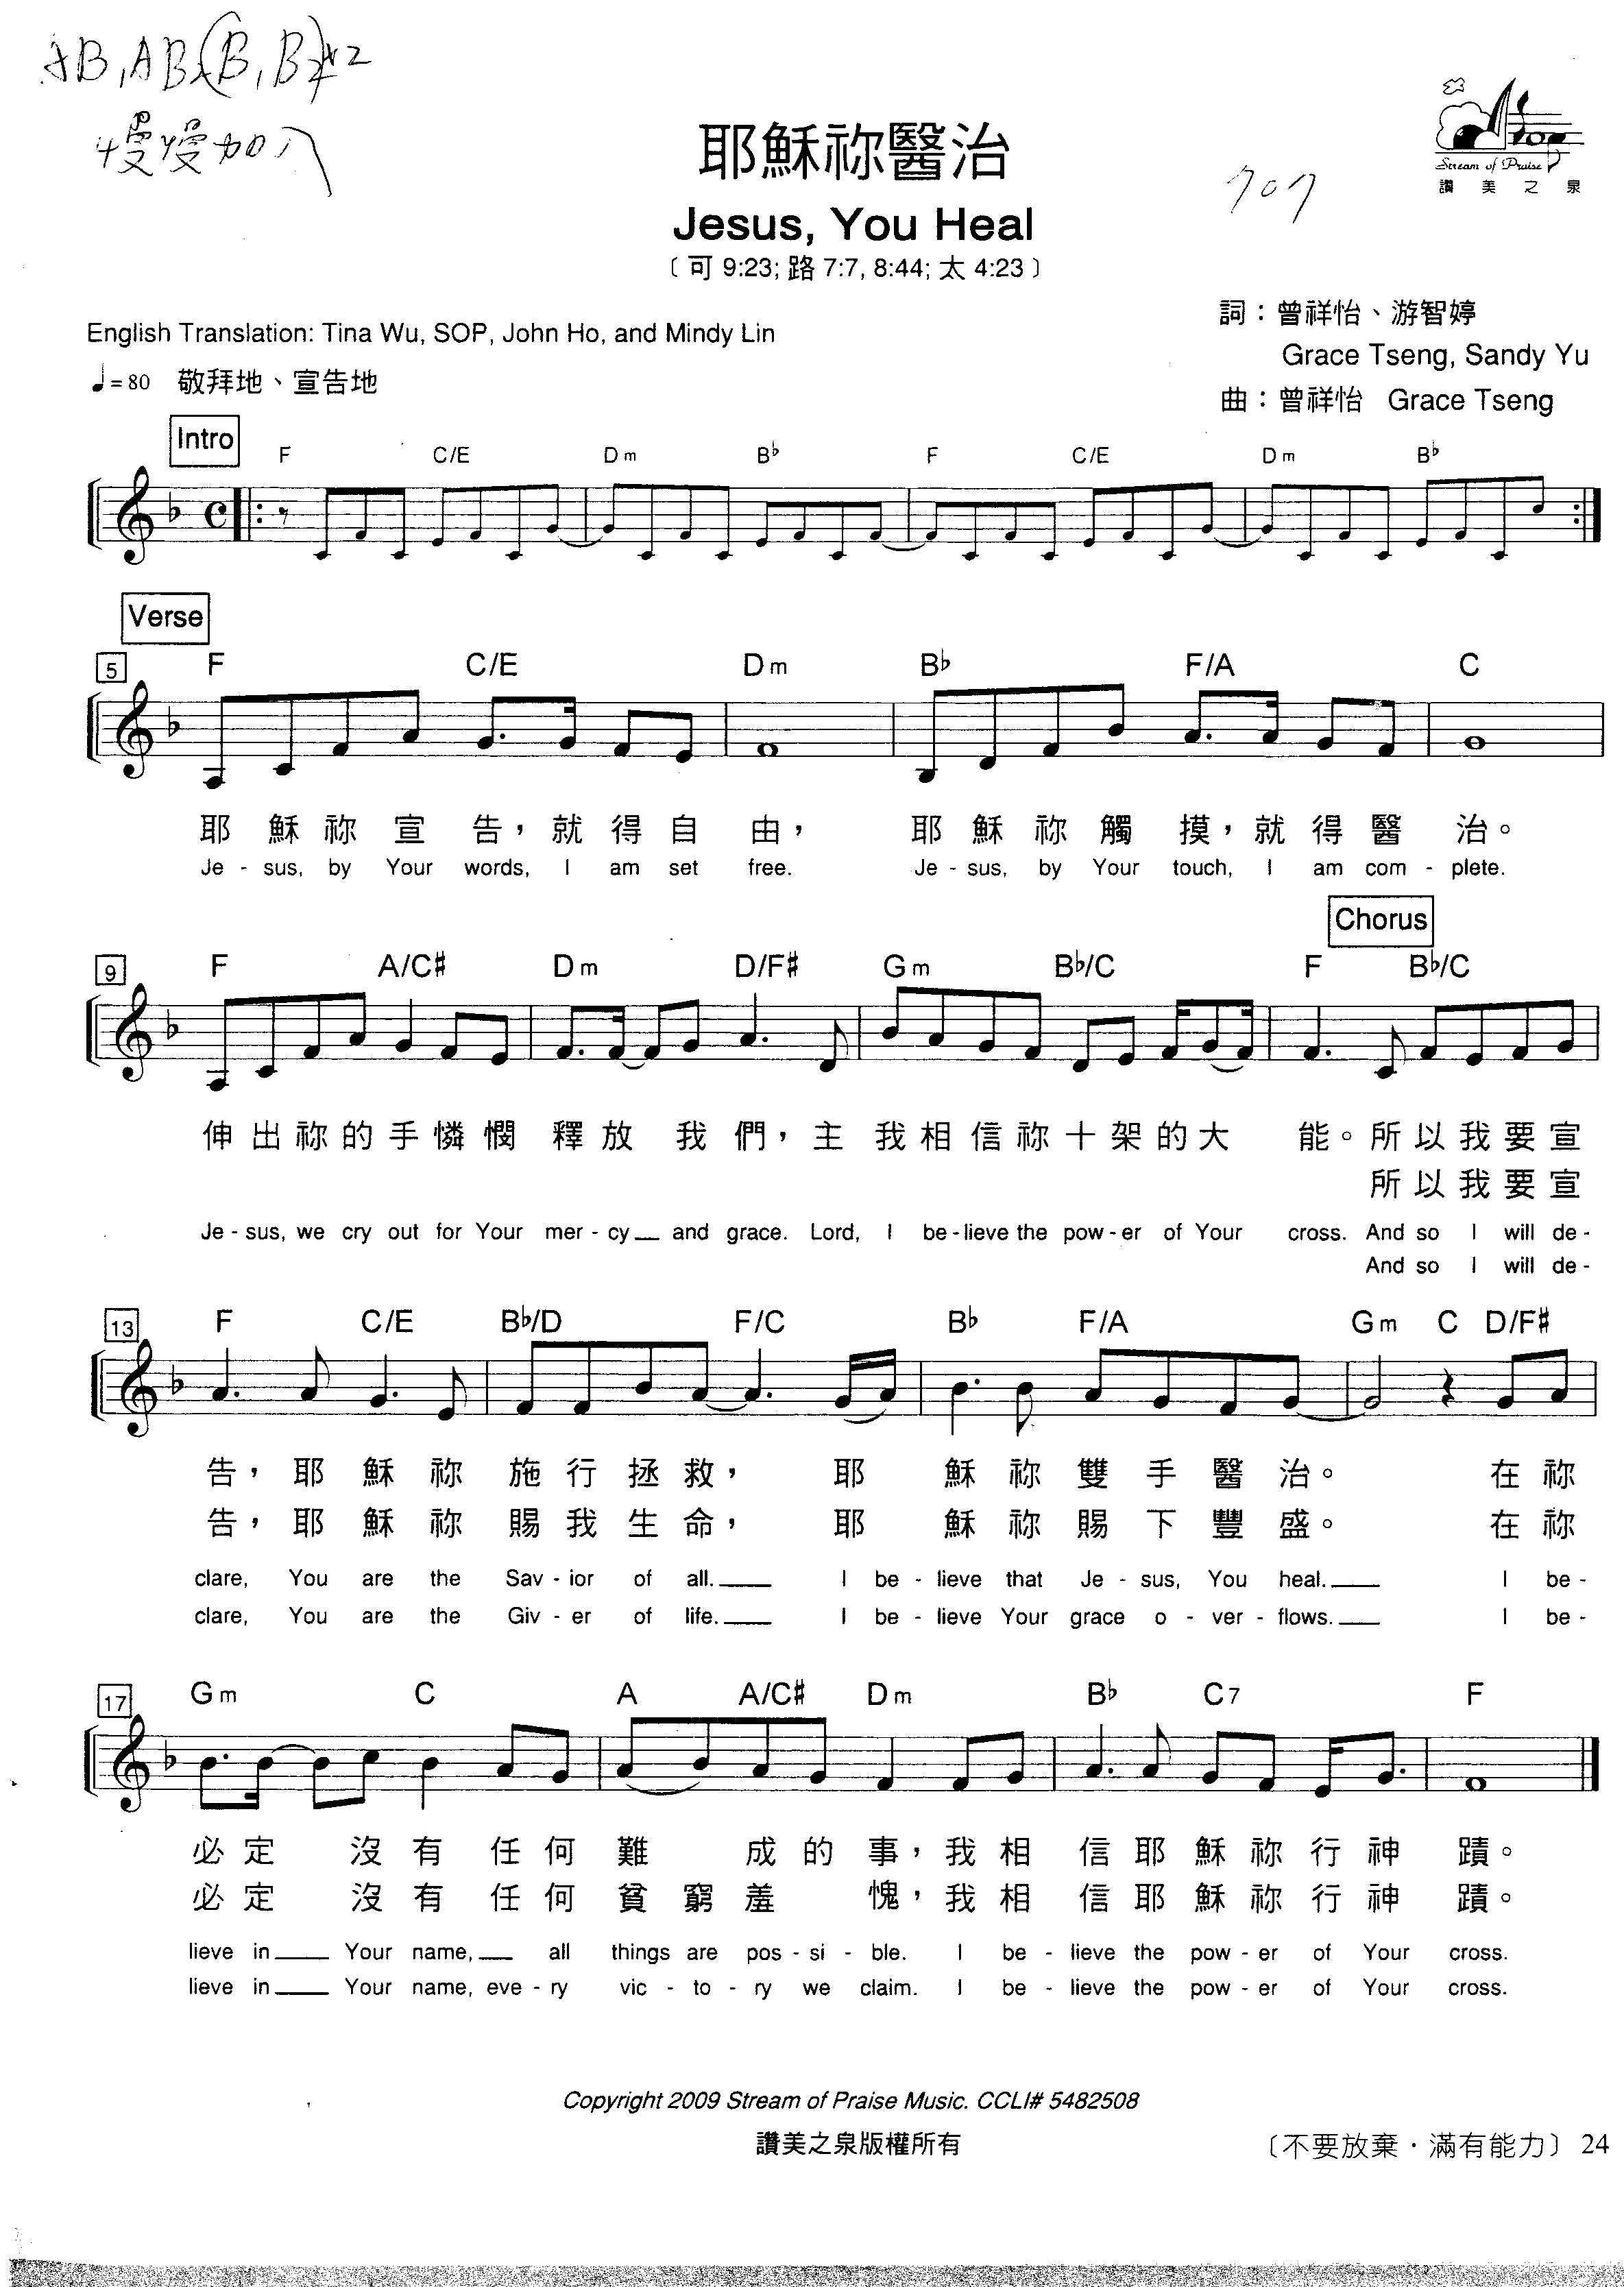 AB, AB(B, B)x2
慢慢加入
耶穌祢醫治
707
Stream of Praise
讚 美 之 泉
Jesus, You Heal
﹝可 9:23; 路 7:7, 8:44; 太 4:23﹞
詞：曾祥怡、游智婷
English Translation: Tina Wu, SOP, John Ho, and Mindy Lin
Grace Tseng, Sandy Yu
♩= 80 敬拜地、宣告地
曲：曾祥怡 Grace Tseng
Intro
F C/E Dm B♭ F C/E Dm B♭
Verse
5 F C/E Dm B♭ F/A C
耶 穌 祢 宣 告， 就 得 自 由， 耶 穌 祢 觸 摸， 就 得 醫 治。
Je - sus, by Your words, I am set free. Je - sus, by Your touch, I am com - plete.
Chorus
9 F A/C♯ Dm D/F♯ Gm B♭/C F B♭/C
伸 出 祢 的 手 憐 憫 釋 放 我 們， 主 我 相 信 祢 十 架 的 大 能。 所 以 我 要 宣
所 以 我 要 宣
Je - sus, we cry out for Your mer - cy__ and grace. Lord, I be - lieve the pow - er of Your cross. And so I will de -
And so I will de -
13 F C/E B♭/D F/C B♭ F/A Gm C D/F♯
告， 耶 穌 祢 施 行 拯 救， 耶 穌 祢 雙 手 醫 治。 在 祢
告， 耶 穌 祢 賜 我 生 命， 耶 穌 祢 賜 下 豐 盛。 在 祢
clare, You are the Sav - ior of all.____ I be - lieve that Je - sus, You heal.____ I be -
clare, You are the Giv - er of life.____ I be - lieve Your grace o - ver - flows.____ I be -
17 Gm C A A/C♯ Dm B♭ C7 F
必 定 沒 有 任 何 難 成 的 事， 我 相 信 耶 穌 祢 行 神 蹟。
必 定 沒 有 任 何 貧 窮 羞 愧， 我 相 信 耶 穌 祢 行 神 蹟。
lieve in____ Your name,___ all things are pos - si - ble. I be - lieve the pow - er of Your cross.
lieve in____ Your name, eve - ry vic - to - ry we claim. I be - lieve the pow - er of Your cross.
Copyright 2009 Stream of Praise Music. CCLI# 5482508
讚美之泉版權所有
﹝不要放棄．滿有能力﹞ 24